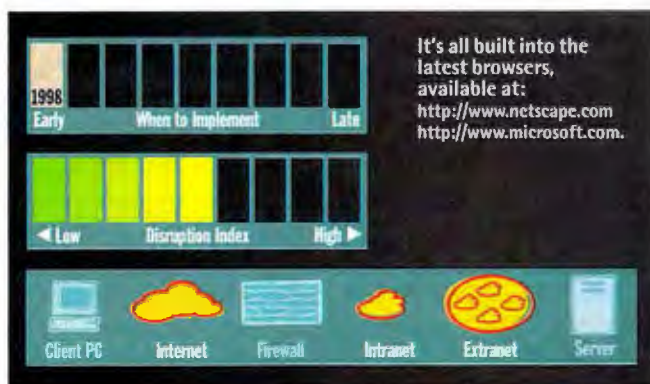 1998
Early When to Implement Late
◄ Low Disruption Index High ►
It's all built into the
latest browsers,
available at:
http://www.netscape.com
http://www.microsoft.com.
Client PC Internet Firewall Intranet Extranet Server